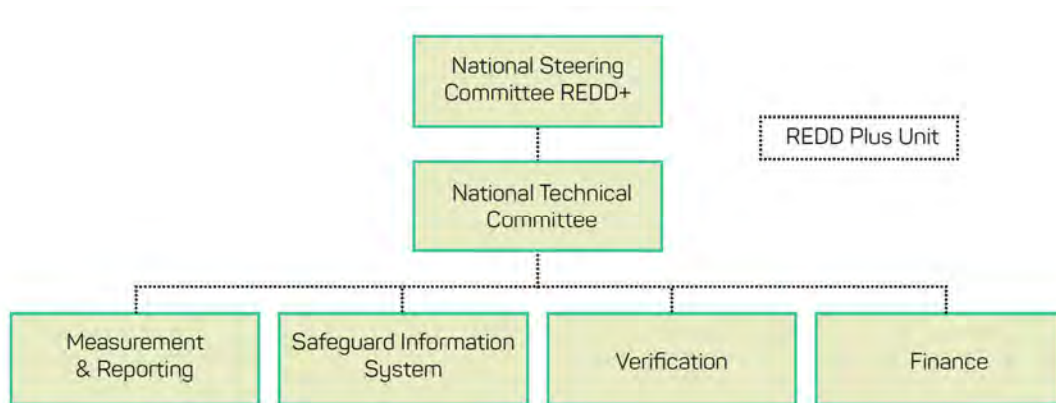 National Steering
Committee REDD+
REDD Plus Unit
National Technical
Committee
Measurement
& Reporting
Safeguard Information
System
Verification
Finance